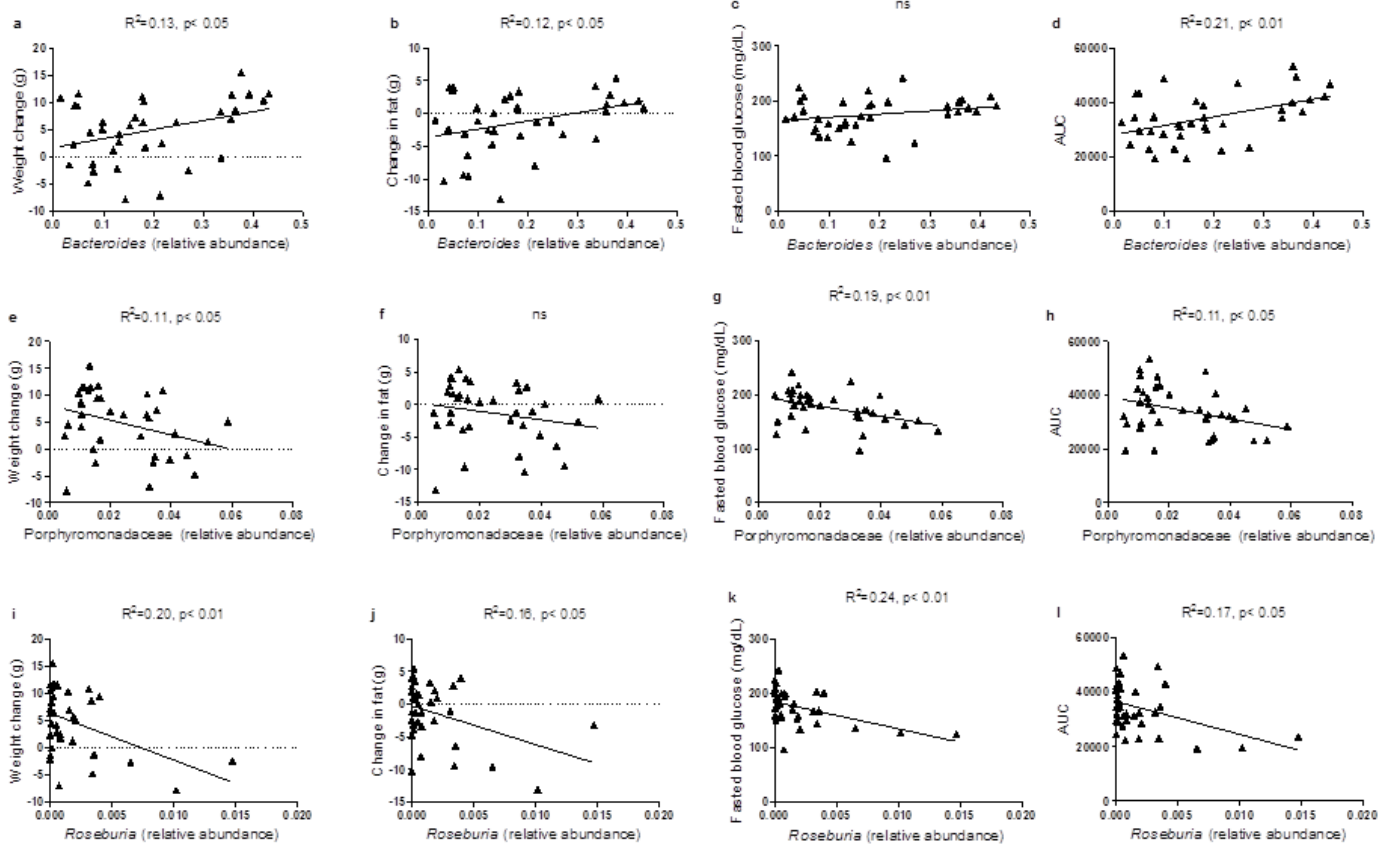 a
R²=0.13, p< 0.05
Weight change (g)
20
15
10
5
0
-5
-10
0.0 0.1 0.2 0.3 0.4 0.5
Bacteroides (relative abundance)
b
R²=0.12, p< 0.05
Change in fat (g)
10
5
0
-5
-10
-15
0.0 0.1 0.2 0.3 0.4 0.5
Bacteroides (relative abundance)
c
ns
Fasted blood glucose (mg/dL)
300
200
100
0
0.0 0.1 0.2 0.3 0.4 0.5
Bacteroides (relative abundance)
d
R²=0.21, p< 0.01
AUC
60000
40000
20000
0
0.0 0.1 0.2 0.3 0.4 0.5
Bacteroides (relative abundance)
e
R²=0.11, p< 0.05
Weight change (g)
20
15
10
5
0
-5
-10
0.00 0.02 0.04 0.06 0.08
Porphyromonadaceae (relative abundance)
f
ns
Change in fat (g)
10
5
0
-5
-10
-15
0.00 0.02 0.04 0.06 0.08
Porphyromonadaceae (relative abundance)
g
R²=0.19, p< 0.01
Fasted blood glucose (mg/dL)
300
200
100
0
0.00 0.02 0.04 0.06 0.08
Porphyromonadaceae (relative abundance)
h
R²=0.11, p< 0.05
AUC
60000
40000
20000
0
0.00 0.02 0.04 0.06 0.08
Porphyromonadaceae (relative abundance)
i
R²=0.20, p< 0.01
Weight change (g)
20
15
10
5
0
-5
-10
0.000 0.005 0.010 0.015 0.020
Roseburia (relative abundance)
j
R²=0.16, p< 0.05
Change in fat (g)
10
5
0
-5
-10
-15
0.000 0.005 0.010 0.015 0.020
Roseburia (relative abundance)
k
R²=0.24, p< 0.01
Fasted blood glucose (mg/dL)
300
200
100
0
0.000 0.005 0.010 0.015 0.020
Roseburia (relative abundance)
l
R²=0.17, p< 0.05
AUC
60000
40000
20000
0
0.000 0.005 0.010 0.015 0.020
Roseburia (relative abundance)